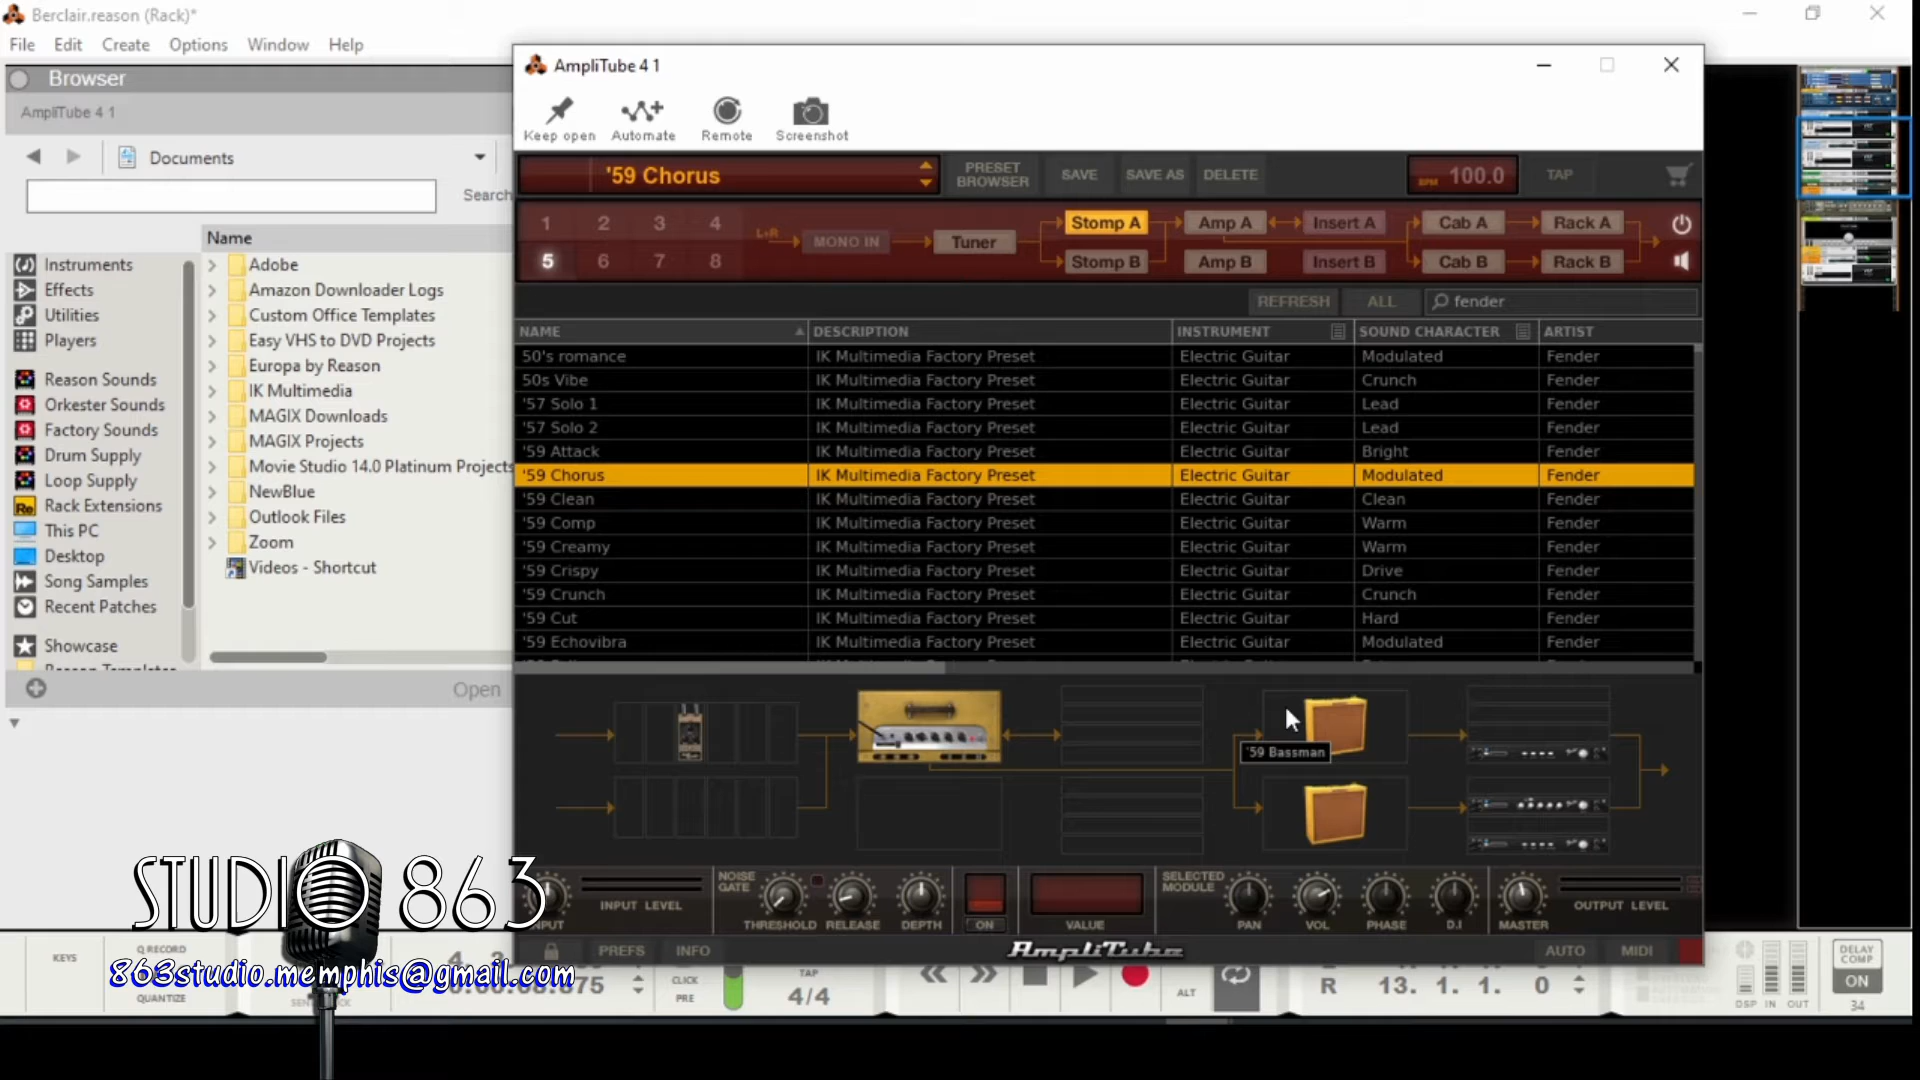 Berclair.reason (Rack)*
File Edit Create Options Window Help
Browser
AmpliTube 4 1
Documents
Search
Name
Instruments
Effects
Utilities
Players
Reason Sounds
Orkester Sounds
Factory Sounds
Drum Supply
Loop Supply
Rack Extensions
This PC
Desktop
Song Samples
Recent Patches
Showcase
Adobe
Amazon Downloader Logs
Custom Office Templates
Easy VHS to DVD Projects
Europa by Reason
IK Multimedia
MAGIX Downloads
MAGIX Projects
Movie Studio 14.0 Platinum Projects
NewBlue
Outlook Files
Zoom
Videos - Shortcut
Open
AmpliTube 4 1
Keep open Automate Remote Screenshot
'59 Chorus
PRESET BROWSER
SAVE SAVE AS DELETE
BPM 100.0 TAP
1 2 3 4
L+R MONO IN Tuner
Stomp A Amp A Insert A Cab A Rack A
5 6 7 8
Stomp B Amp B Insert B Cab B Rack B
REFRESH ALL fender
NAME DESCRIPTION INSTRUMENT SOUND CHARACTER ARTIST
50's romance IK Multimedia Factory Preset Electric Guitar Modulated Fender
50s Vibe IK Multimedia Factory Preset Electric Guitar Crunch Fender
'57 Solo 1 IK Multimedia Factory Preset Electric Guitar Lead Fender
'57 Solo 2 IK Multimedia Factory Preset Electric Guitar Lead Fender
'59 Attack IK Multimedia Factory Preset Electric Guitar Bright Fender
'59 Chorus IK Multimedia Factory Preset Electric Guitar Modulated Fender
'59 Clean IK Multimedia Factory Preset Electric Guitar Clean Fender
'59 Comp IK Multimedia Factory Preset Electric Guitar Warm Fender
'59 Creamy IK Multimedia Factory Preset Electric Guitar Warm Fender
'59 Crispy IK Multimedia Factory Preset Electric Guitar Drive Fender
'59 Crunch IK Multimedia Factory Preset Electric Guitar Crunch Fender
'59 Cut IK Multimedia Factory Preset Electric Guitar Hard Fender
'59 Echovibra IK Multimedia Factory Preset Electric Guitar Modulated Fender
'59 Bassman
INPUT INPUT LEVEL
NOISE GATE
THRESHOLD RELEASE DEPTH ON VALUE
SELECTED MODULE
PAN VOL PHASE D.I MASTER OUTPUT LEVEL
PREFS INFO AmpliTube AUTO MIDI
STUDIO 863
863studio.memphis@gmail.com
KEYS
Q RECORD
QUANTIZE
CLICK
PRE
TAP
4/4
ALT
R 13. 1. 1. 0
DSP IN OUT
DELAY COMP
ON
34